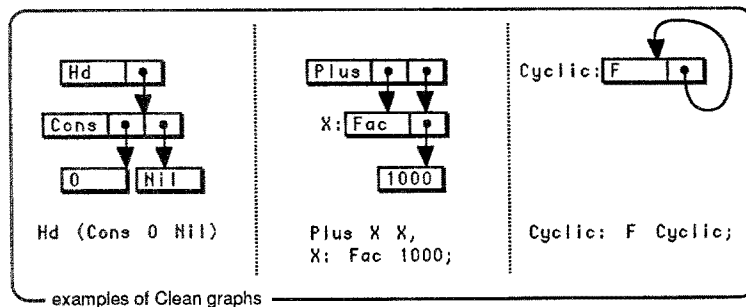 Hd
Cons
0 Nil
Hd (Cons 0 Nil)
Plus
X: Fac
1000
Plus X X,
X: Fac 1000;
Cyclic: F
Cyclic: F Cyclic;
examples of Clean graphs